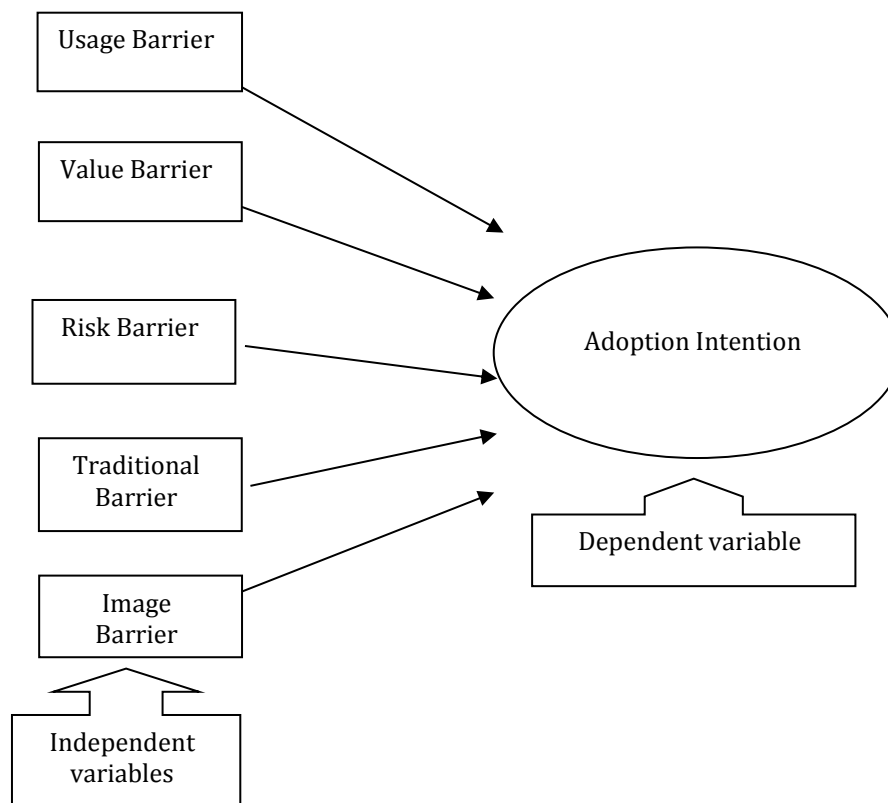 Usage Barrier
Value Barrier
Risk Barrier
Adoption Intention
Traditional
Barrier
Dependent variable
Image
Barrier
Independent
variables